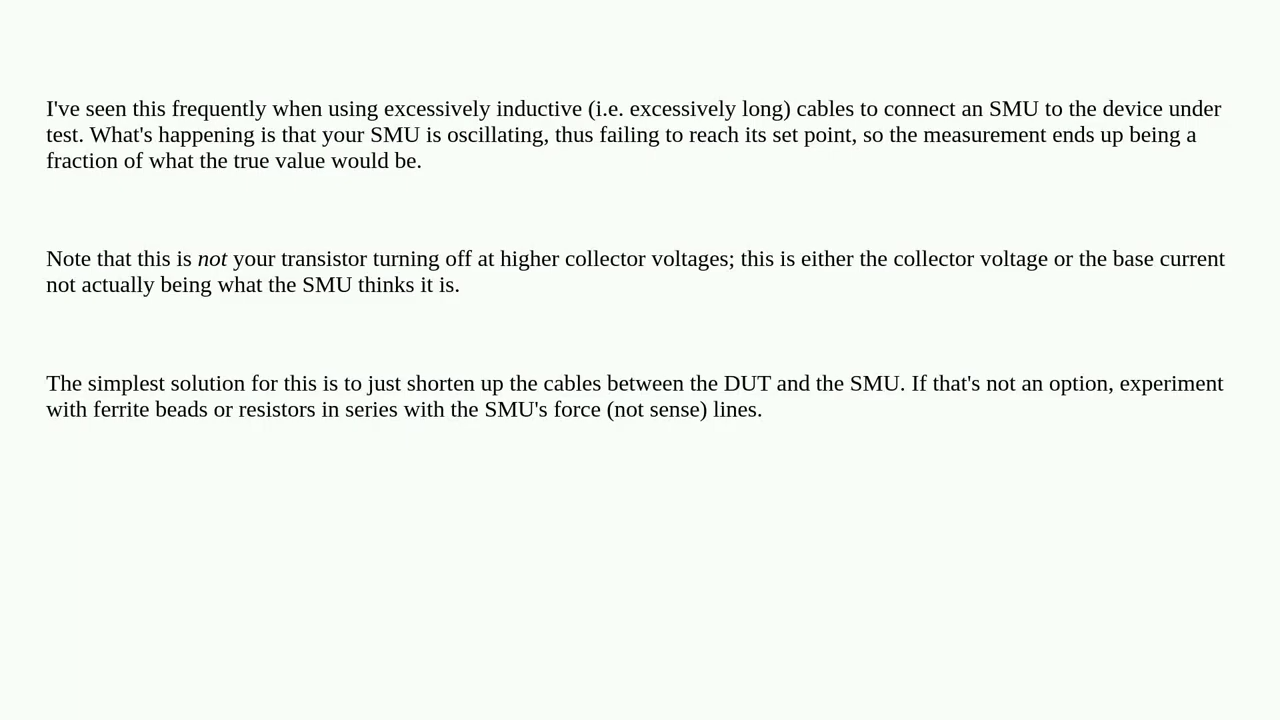 I've seen this frequently when using excessively inductive (i.e. excessively long) cables to connect an SMU to the device under
test. What's happening is that your SMU is oscillating, thus failing to reach its set point, so the measurement ends up being a
fraction of what the true value would be.
Note that this is not your transistor turning off at higher collector voltages; this is either the collector voltage or the base current
not actually being what the SMU thinks it is.
The simplest solution for this is to just shorten up the cables between the DUT and the SMU. If that's not an option, experiment
with ferrite beads or resistors in series with the SMU's force (not sense) lines.